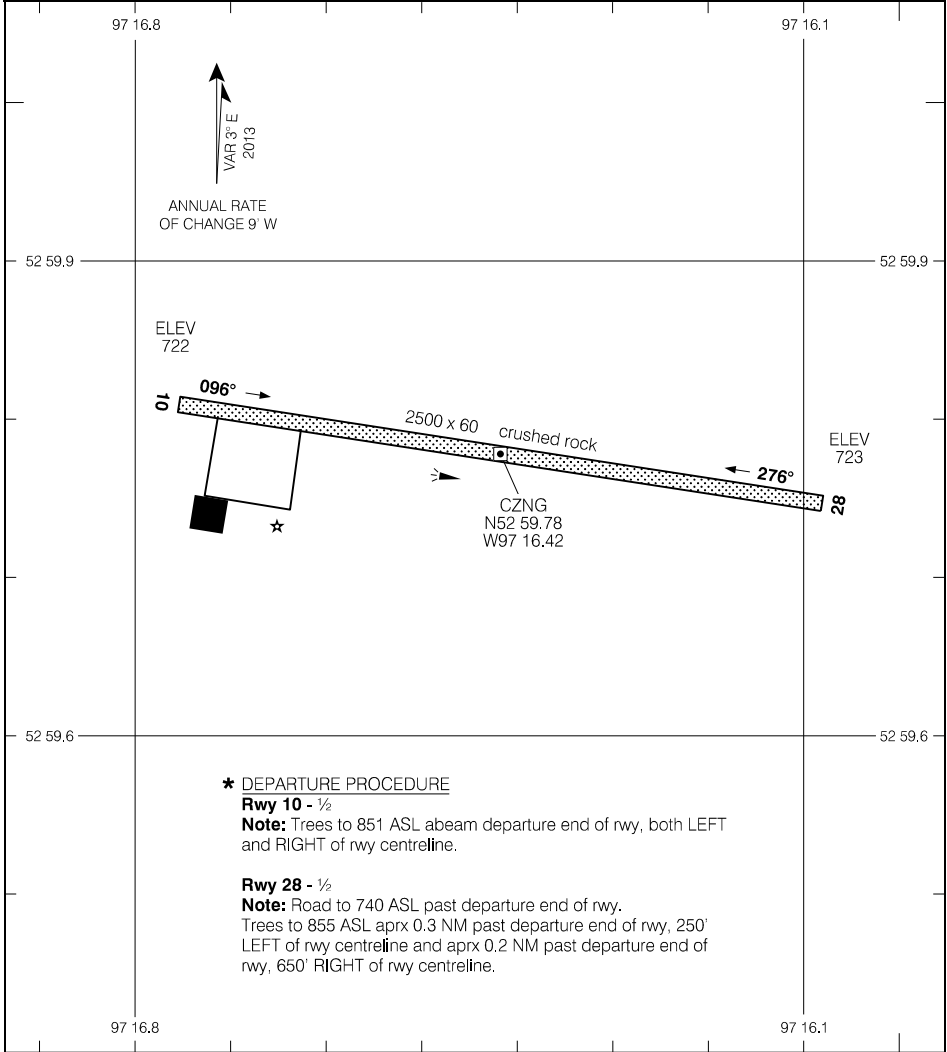 97 16.8
97 16.1
VAR 3° E
2013
ANNUAL RATE
OF CHANGE 9' W
52 59.9
52 59.9
ELEV
722
10
096°
2500 x 60 crushed rock
ELEV
723
276°
28
CZNG
N52 59.78
W97 16.42
52 59.6
52 59.6
* DEPARTURE PROCEDURE
Rwy 10 - ½
Note: Trees to 851 ASL abeam departure end of rwy, both LEFT
and RIGHT of rwy centreline.
Rwy 28 - ½
Note: Road to 740 ASL past departure end of rwy.
Trees to 855 ASL aprx 0.3 NM past departure end of rwy, 250'
LEFT of rwy centreline and aprx 0.2 NM past departure end of
rwy, 650' RIGHT of rwy centreline.
97 16.8
97 16.1